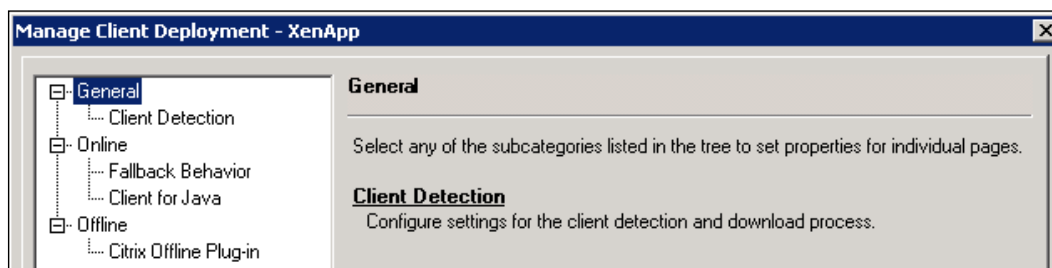 Manage Client Deployment - XenApp
General
Client Detection
Online
Fallback Behavior
Client for Java
Offline
Citrix Offline Plug-in
General
Select any of the subcategories listed in the tree to set properties for individual pages.
Client Detection
Configure settings for the client detection and download process.